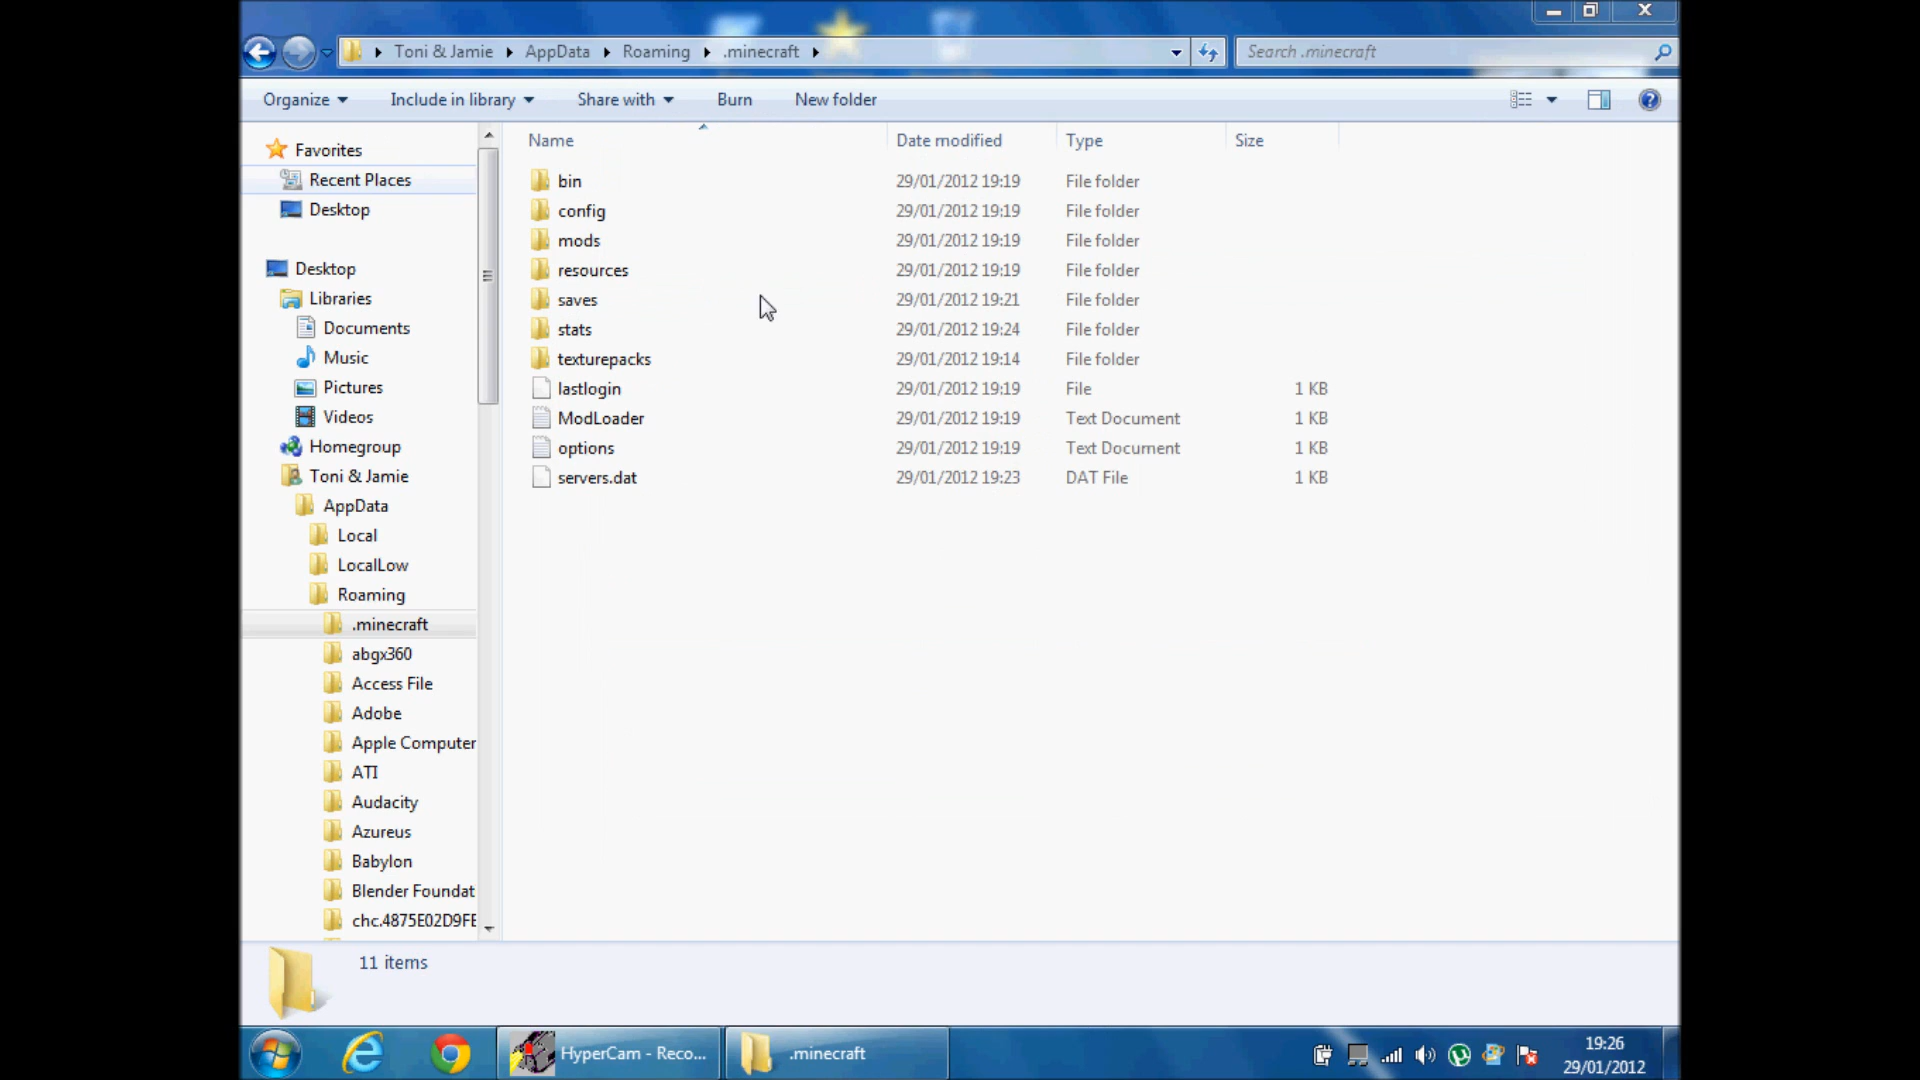 Toni & Jamie AppData Roaming .minecraft
Search .minecraft
Organize Include in library Share with Burn New folder
Name Date modified Type Size
Favorites
Recent Places
Desktop
Desktop
Libraries
Documents
Music
Pictures
Videos
Homegroup
Toni & Jamie
AppData
Local
LocalLow
Roaming
.minecraft
abgx360
Access File
Adobe
Apple Computer
ATI
Audacity
Azureus
Babylon
Blender Foundat
chc.4875E02D9FE
bin 29/01/2012 19:19 File folder
config 29/01/2012 19:19 File folder
mods 29/01/2012 19:19 File folder
resources 29/01/2012 19:19 File folder
saves 29/01/2012 19:21 File folder
stats 29/01/2012 19:24 File folder
texturepacks 29/01/2012 19:14 File folder
lastlogin 29/01/2012 19:19 File 1 KB
ModLoader 29/01/2012 19:19 Text Document 1 KB
options 29/01/2012 19:19 Text Document 1 KB
servers.dat 29/01/2012 19:23 DAT File 1 KB
11 items
HyperCam - Reco...
.minecraft
19:26
29/01/2012